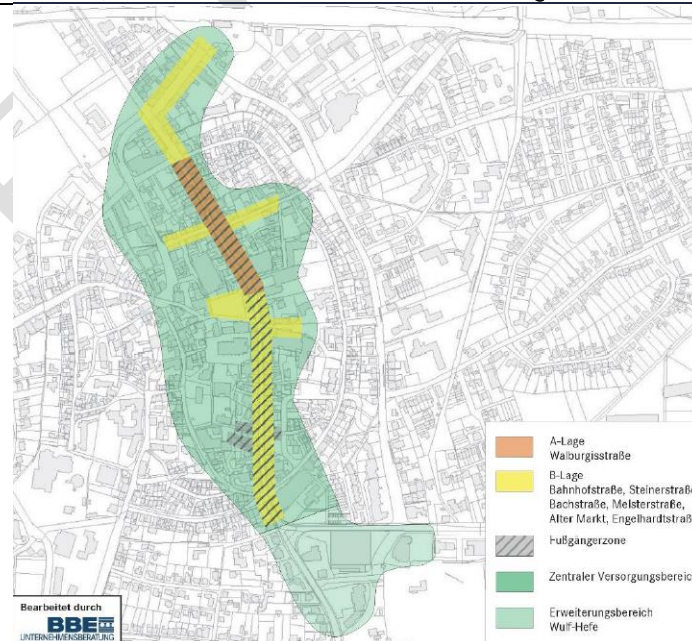 A-Lage
Walburgisstraße
B-Lage
Bahnhofstraße, Steinerstraße
Bachstraße, Melsterstraße,
Alter Markt, Engelhardtstraß
Fußgängerzone
Zentraler Versorgungsbereic
Erweiterungsbereich
Wulf-Hefe
Bearbeitet durch
BBE
UNTERNEHMENSBERATUNG